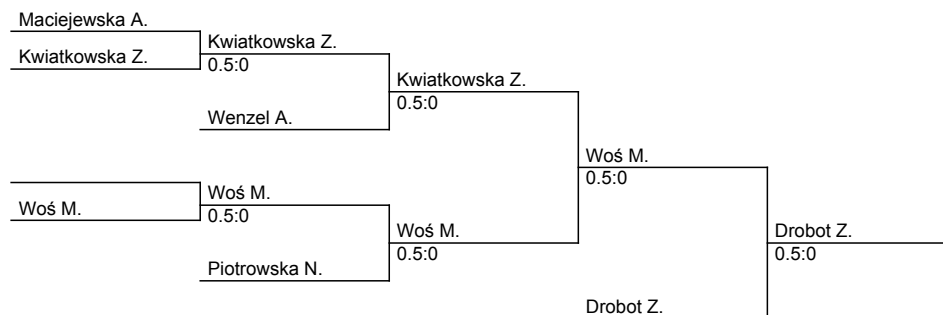 Maciejewska A.
Kwiatkowska Z.
Kwiatkowska Z.
0.5:0
Kwiatkowska Z.
0.5:0
Wenzel A.
Woś M.
0.5:0
Woś M.
Woś M.
0.5:0
Woś M.
0.5:0
Piotrowska N.
Drobot Z.
0.5:0
Drobot Z.